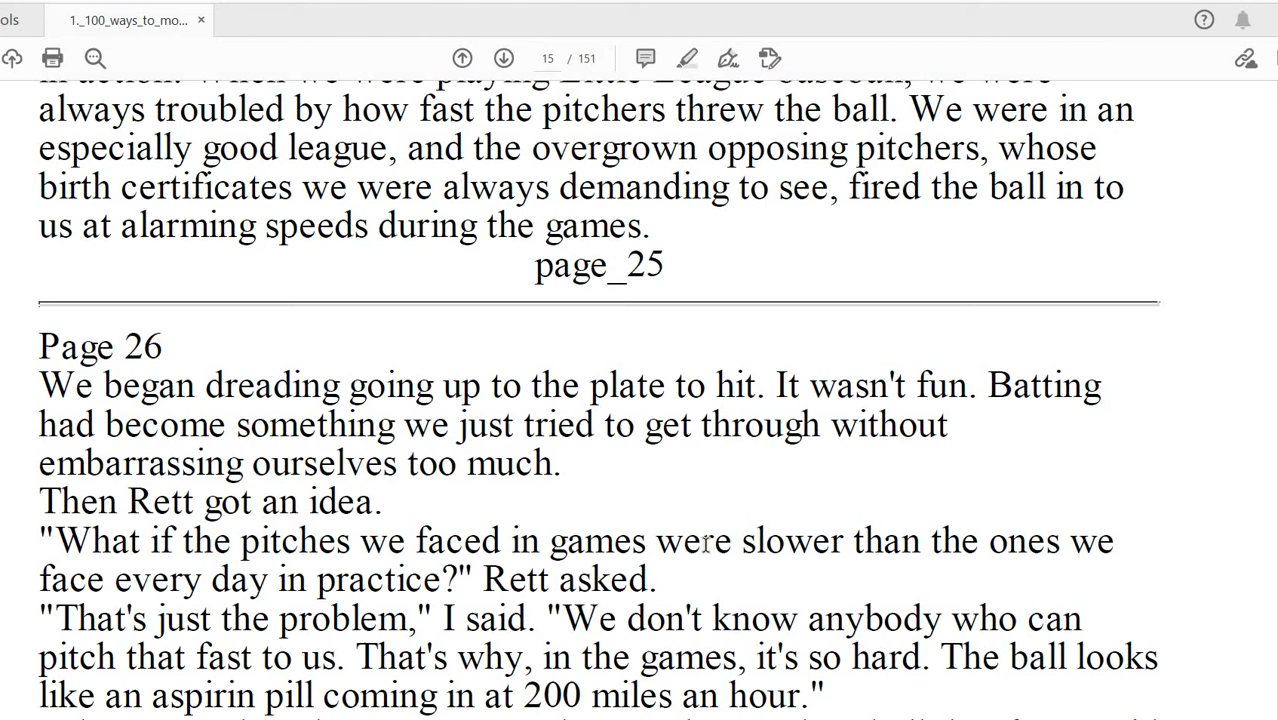 ols
1._100_ways_to_mo... ×
15 / 151
always troubled by how fast the pitchers threw the ball. We were in an
especially good league, and the overgrown opposing pitchers, whose
birth certificates we were always demanding to see, fired the ball in to
us at alarming speeds during the games.
page_25
Page 26
We began dreading going up to the plate to hit. It wasn't fun. Batting
had become something we just tried to get through without
embarrassing ourselves too much.
Then Rett got an idea.
"What if the pitches we faced in games were slower than the ones we
face every day in practice?" Rett asked.
"That's just the problem," I said. "We don't know anybody who can
pitch that fast to us. That's why, in the games, it's so hard. The ball looks
like an aspirin pill coming in at 200 miles an hour."